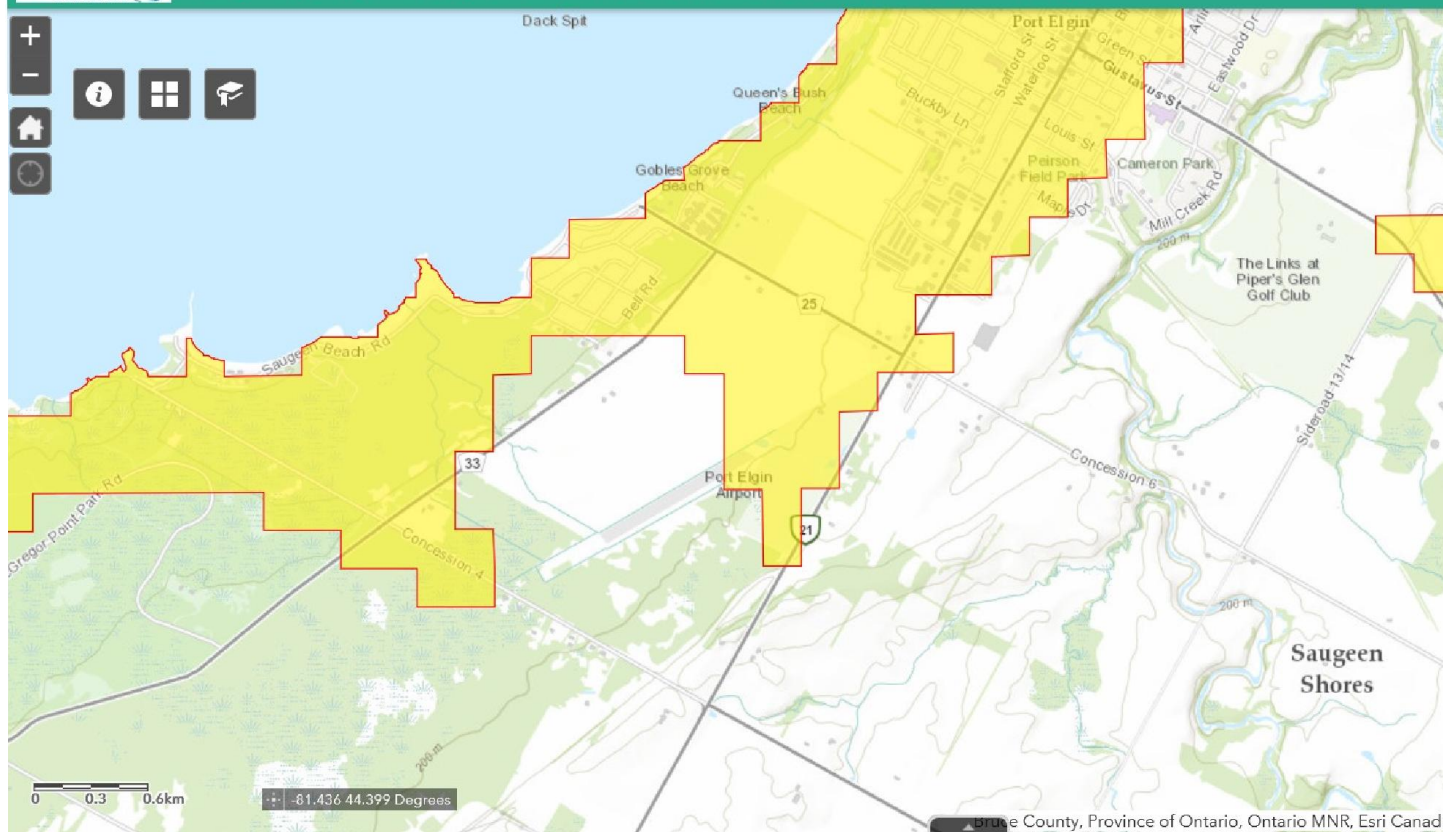 Dack Spit
Port Elgin
Arlin
Eastwood Dr
Green St
Stafford St
Waterloo St
Gustavus St
Queen's Bush
Beach
Buckby Ln
Louis St
Peirson
Field Park
Cameron Park
Gobles Grove
Beach
Maple Dr
Mill Creek Rd
200 m
The Links at
Piper's Glen
Golf Club
Bell Rd
25
Saugeen Beach Rd
Sideroad 13/14
33
Concession 6
Port Elgin
Airport
Gregor Point Park Rd
21
Concession 4
200 m
Saugeen
Shores
200 m
0 0.3 0.6km
-81.436 44.399 Degrees
Bruce County, Province of Ontario, Ontario MNR, Esri Canad